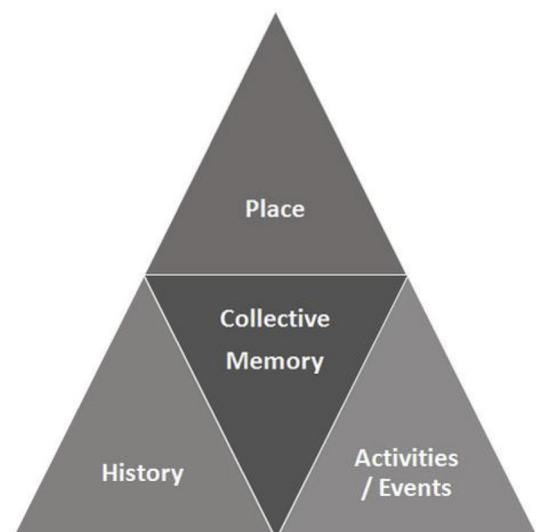 Place
Collective
Memory
History
Activities
/ Events